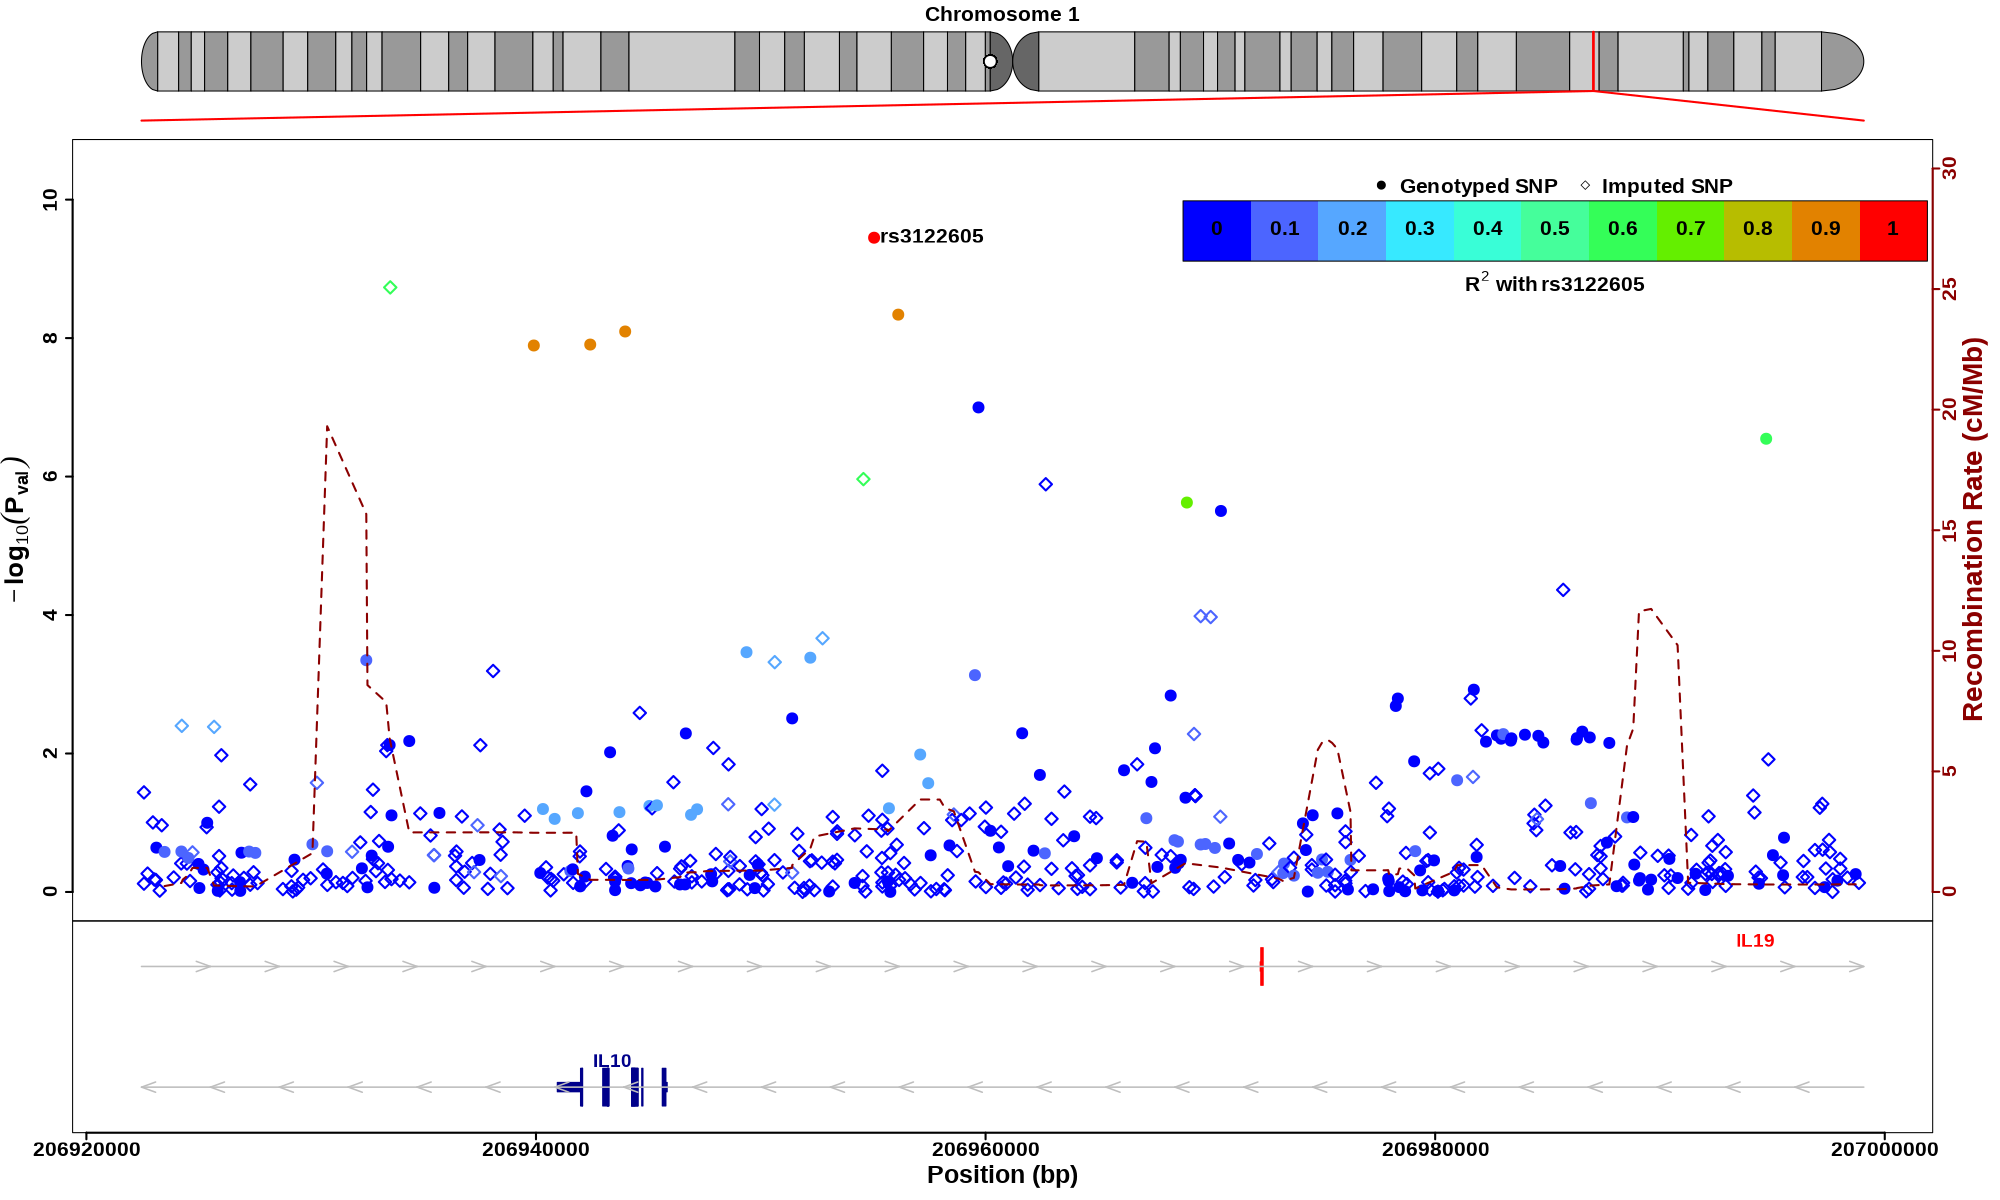 Chromosome 1
Genotyped SNP
Imputed SNP
0 0.1 0.2 0.3 0.4 0.5 0.6 0.7 0.8 0.9 1
R² with rs3122605
rs3122605
10
8
6
4
2
0
−log₁₀(Pval)
30
25
20
15
10
5
0
Recombination Rate (cM/Mb)
IL19
IL10
206920000 206940000 206960000 206980000 207000000
Position (bp)